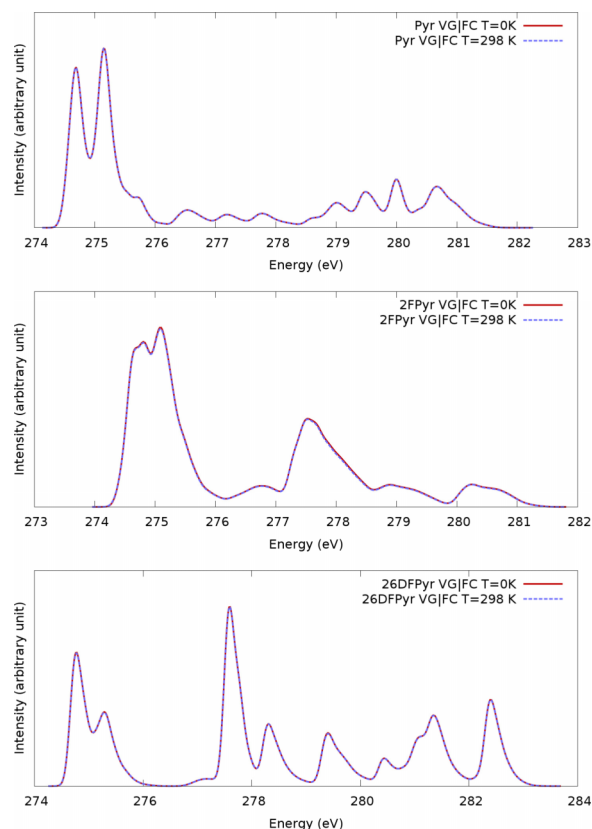 Pyr VG|FC T=0K
Pyr VG|FC T=298 K
Intensity (arbitrary unit)
274 275 276 277 278 279 280 281 282 283
Energy (eV)
2FPyr VG|FC T=0K
2FPyr VG|FC T=298 K
Intensity (arbitrary unit)
273 274 275 276 277 278 279 280 281 282
Energy (eV)
26DFPyr VG|FC T=0K
26DFPyr VG|FC T=298 K
Intensity (arbitrary unit)
274 276 278 280 282 284
Energy (eV)